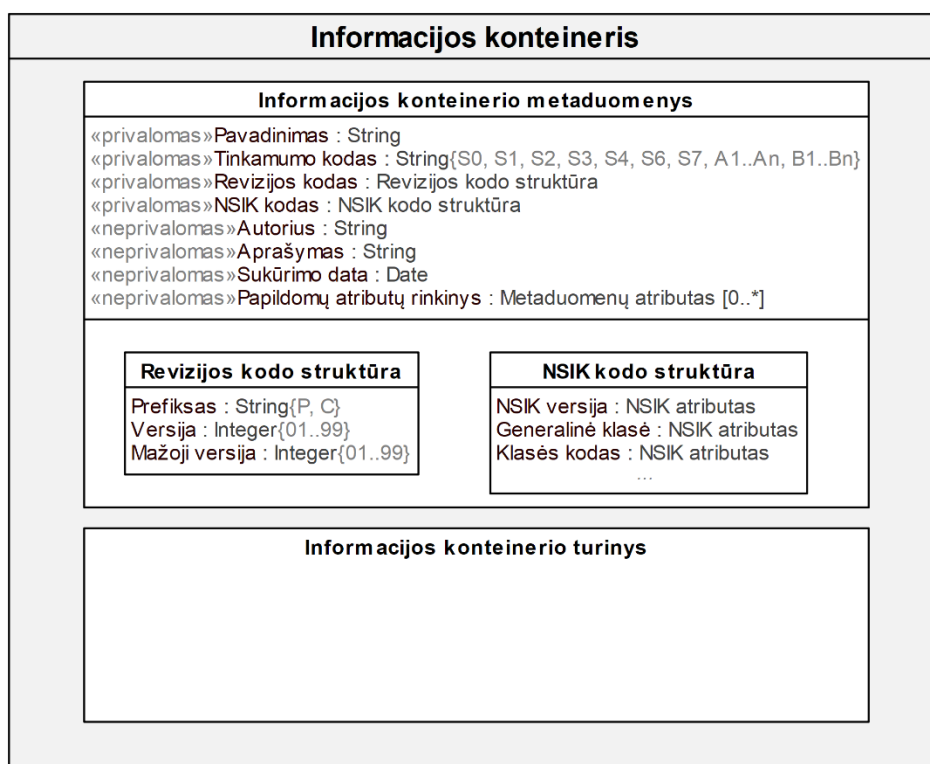 Informacijos konteineris
Informacijos konteinerio metaduomenys
«privalomas»Pavadinimas : String
«privalomas»Tinkamumo kodas : String{S0, S1, S2, S3, S4, S6, S7, A1..An, B1..Bn}
«privalomas»Revizijos kodas : Revizijos kodo struktūra
«privalomas»NSIK kodas : NSIK kodo struktūra
«neprivalomas»Autorius : String
«neprivalomas»Aprašymas : String
«neprivalomas»Sukūrimo data : Date
«neprivalomas»Papildomų atributų rinkinys : Metaduomenų atributas [0..*]
Revizijos kodo struktūra
Prefiksas : String{P, C}
Versija : Integer{01..99}
Mažoji versija : Integer{01..99}
NSIK kodo struktūra
NSIK versija : NSIK atributas
Generalinė klasė : NSIK atributas
Klasės kodas : NSIK atributas
...
Informacijos konteinerio turinys